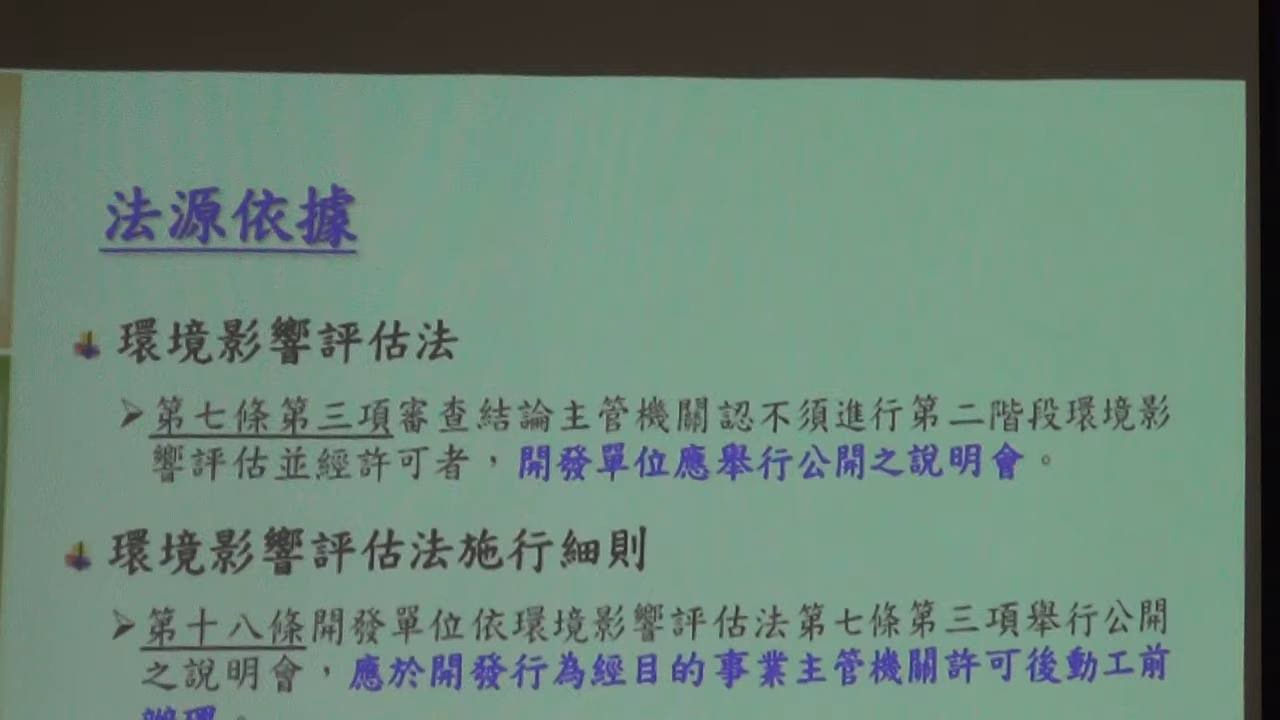 法源依據
環境影響評估法
第七條第三項審查結論主管機關認不須進行第二階段環境影
響評估並經許可者，開發單位應舉行公開之說明會。
環境影響評估法施行細則
第十八條開發單位依環境影響評估法第七條第三項舉行公開
之說明會，應於開發行為經目的事業主管機關許可後動工前